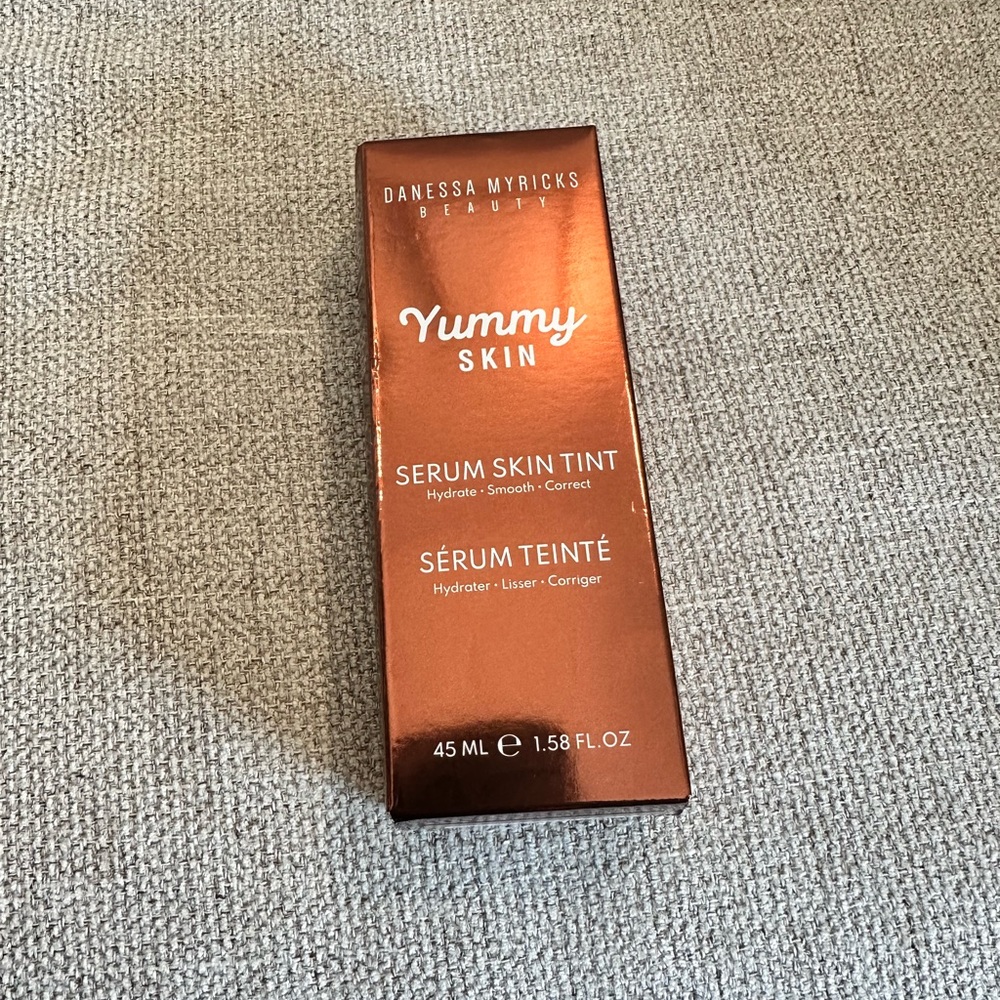 DANESSA MYRICKS
BEAUTY
Yummy
SKIN
SERUM SKIN TINT
Hydrate • Smooth • Correct
SÉRUM TEINTÉ
Hydrater • Lisser • Corriger
45 ML ℮ 1.58 FL.OZ